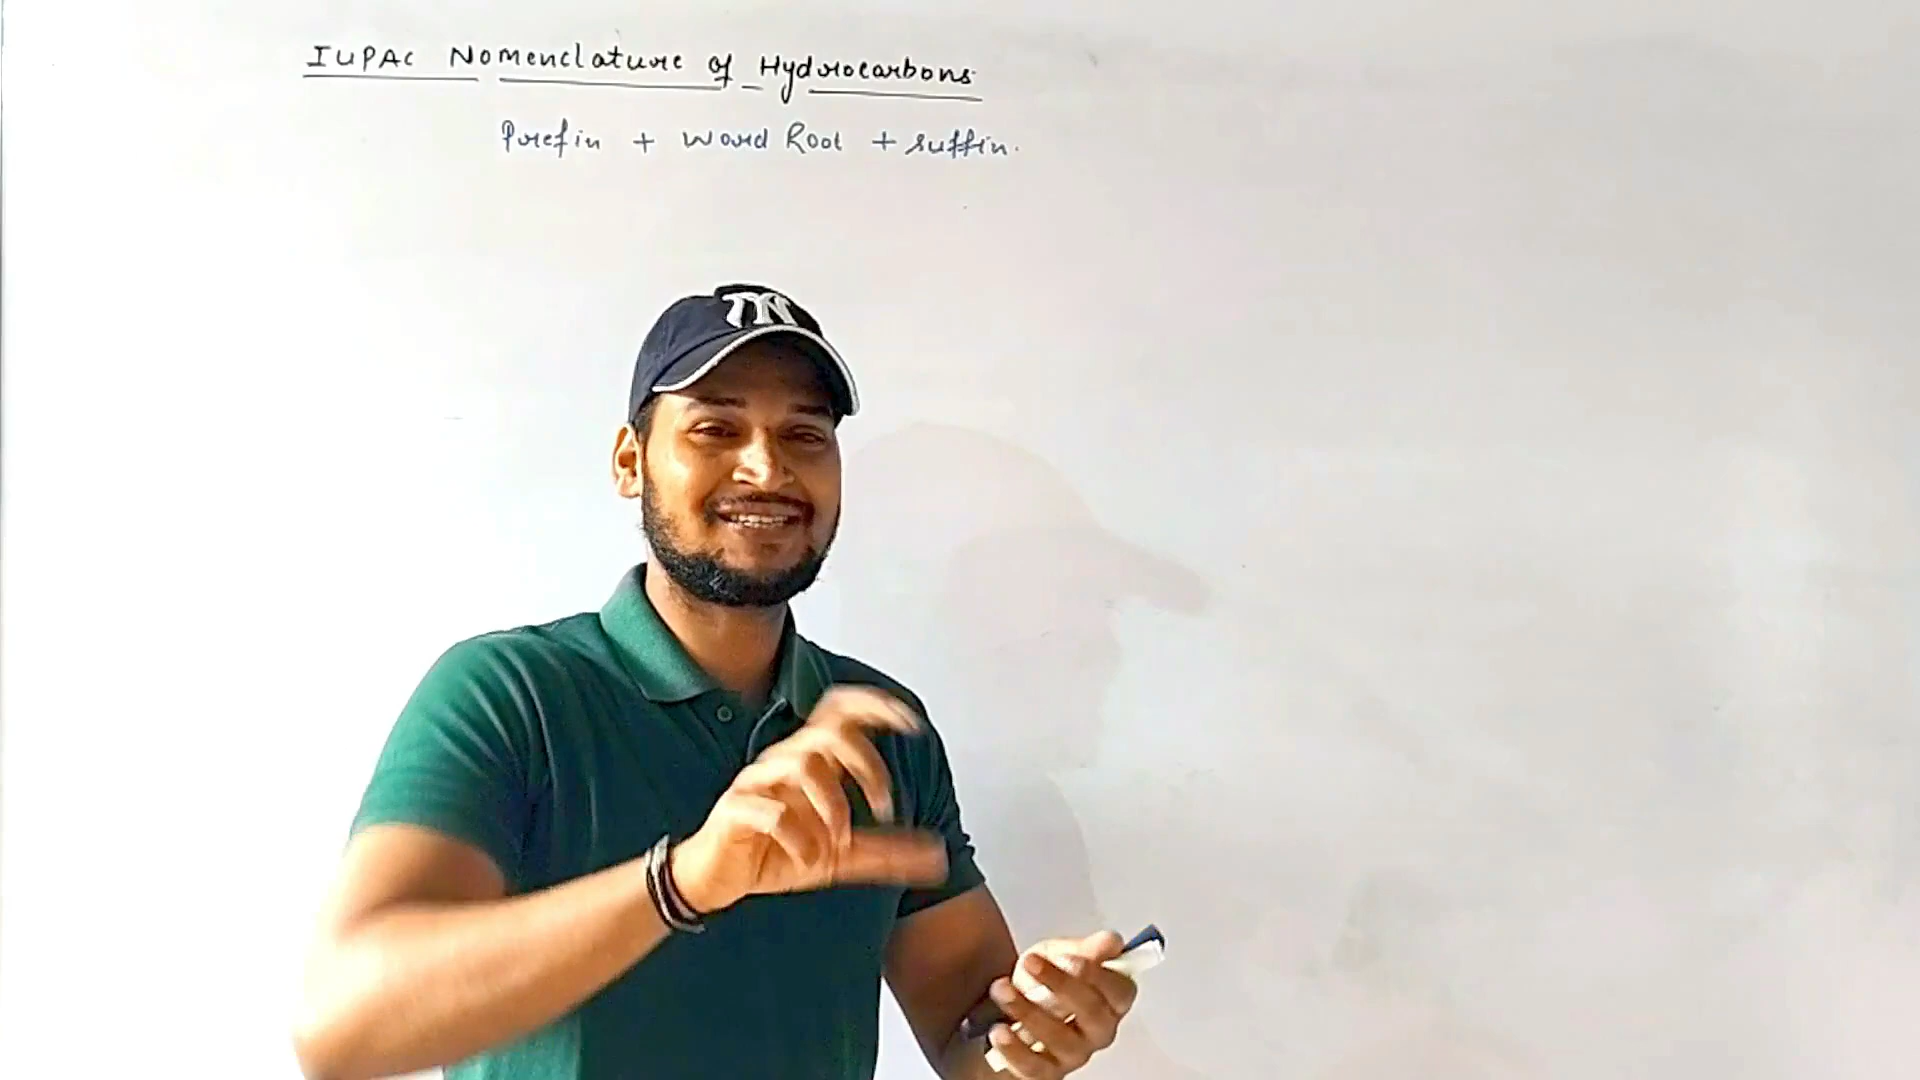 IUPAC Nomenclature of Hydrocarbons
Prefix + Word Root + suffix.